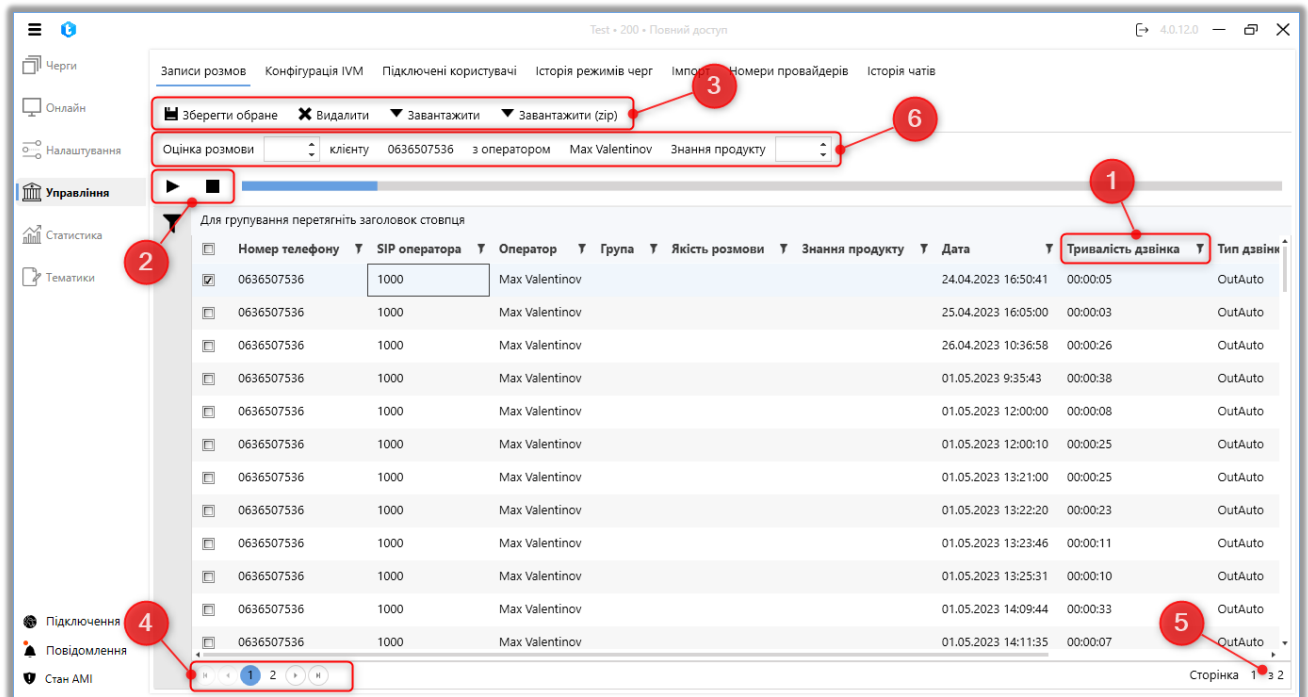 Test • 200 • Повний доступ 4.0.12.0
Черги
Онлайн
Налаштування
Управління
Статистика
Тематики
Підключення
Повідомлення
Стан AMI
Записи розмов Конфігурація IVM Підключені користувачі Історія режимів черг Імпорт Номери провайдерів Історія чатів
3
Зберегти обране Видалити Завантажити Завантажити (zip)
6
Оцінка розмови клієнту 0636507536 з оператором Max Valentinov Знання продукту
1
2
Для групування перетягніть заголовок стовпця
Номер телефону SIP оператора Оператор Група Якість розмови Знання продукту Дата Тривалість дзвінка Тип дзвінк
0636507536 1000 Max Valentinov 24.04.2023 16:50:41 00:00:05 OutAuto
0636507536 1000 Max Valentinov 25.04.2023 16:05:00 00:00:03 OutAuto
0636507536 1000 Max Valentinov 26.04.2023 10:36:58 00:00:26 OutAuto
0636507536 1000 Max Valentinov 01.05.2023 9:35:43 00:00:38 OutAuto
0636507536 1000 Max Valentinov 01.05.2023 12:00:00 00:00:08 OutAuto
0636507536 1000 Max Valentinov 01.05.2023 12:00:10 00:00:25 OutAuto
0636507536 1000 Max Valentinov 01.05.2023 13:21:00 00:00:25 OutAuto
0636507536 1000 Max Valentinov 01.05.2023 13:22:20 00:00:23 OutAuto
0636507536 1000 Max Valentinov 01.05.2023 13:23:46 00:00:11 OutAuto
0636507536 1000 Max Valentinov 01.05.2023 13:25:31 00:00:10 OutAuto
0636507536 1000 Max Valentinov 01.05.2023 14:09:44 00:00:33 OutAuto
0636507536 1000 Max Valentinov 01.05.2023 14:11:35 00:00:07 OutAuto
4
5
1 2 Сторінка 1 з 2